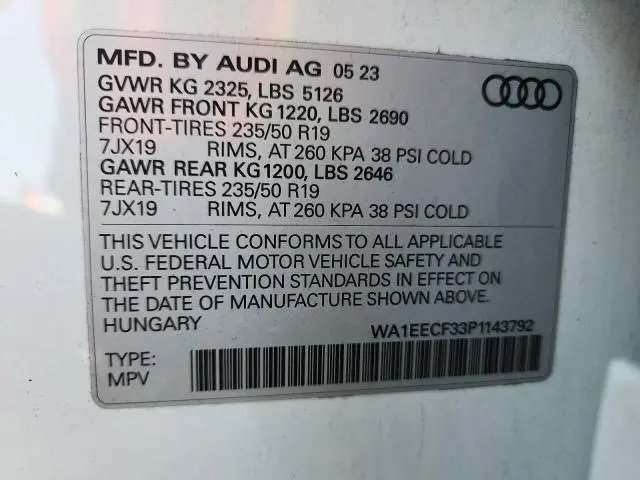 MFD. BY AUDI AG 05 23
GVWR KG 2325, LBS 5126
GAWR FRONT KG 1220, LBS 2690
FRONT-TIRES 235/50 R19
7JX19 RIMS, AT 260 KPA 38 PSI COLD
GAWR REAR KG1200, LBS 2646
REAR-TIRES 235/50 R19
7JX19 RIMS, AT 260 KPA 38 PSI COLD
THIS VEHICLE CONFORMS TO ALL APPLICABLE
U.S. FEDERAL MOTOR VEHICLE SAFETY AND
THEFT PREVENTION STANDARDS IN EFFECT ON
THE DATE OF MANUFACTURE SHOWN ABOVE.
HUNGARY WA1EECF33P1143792
TYPE:
MPV